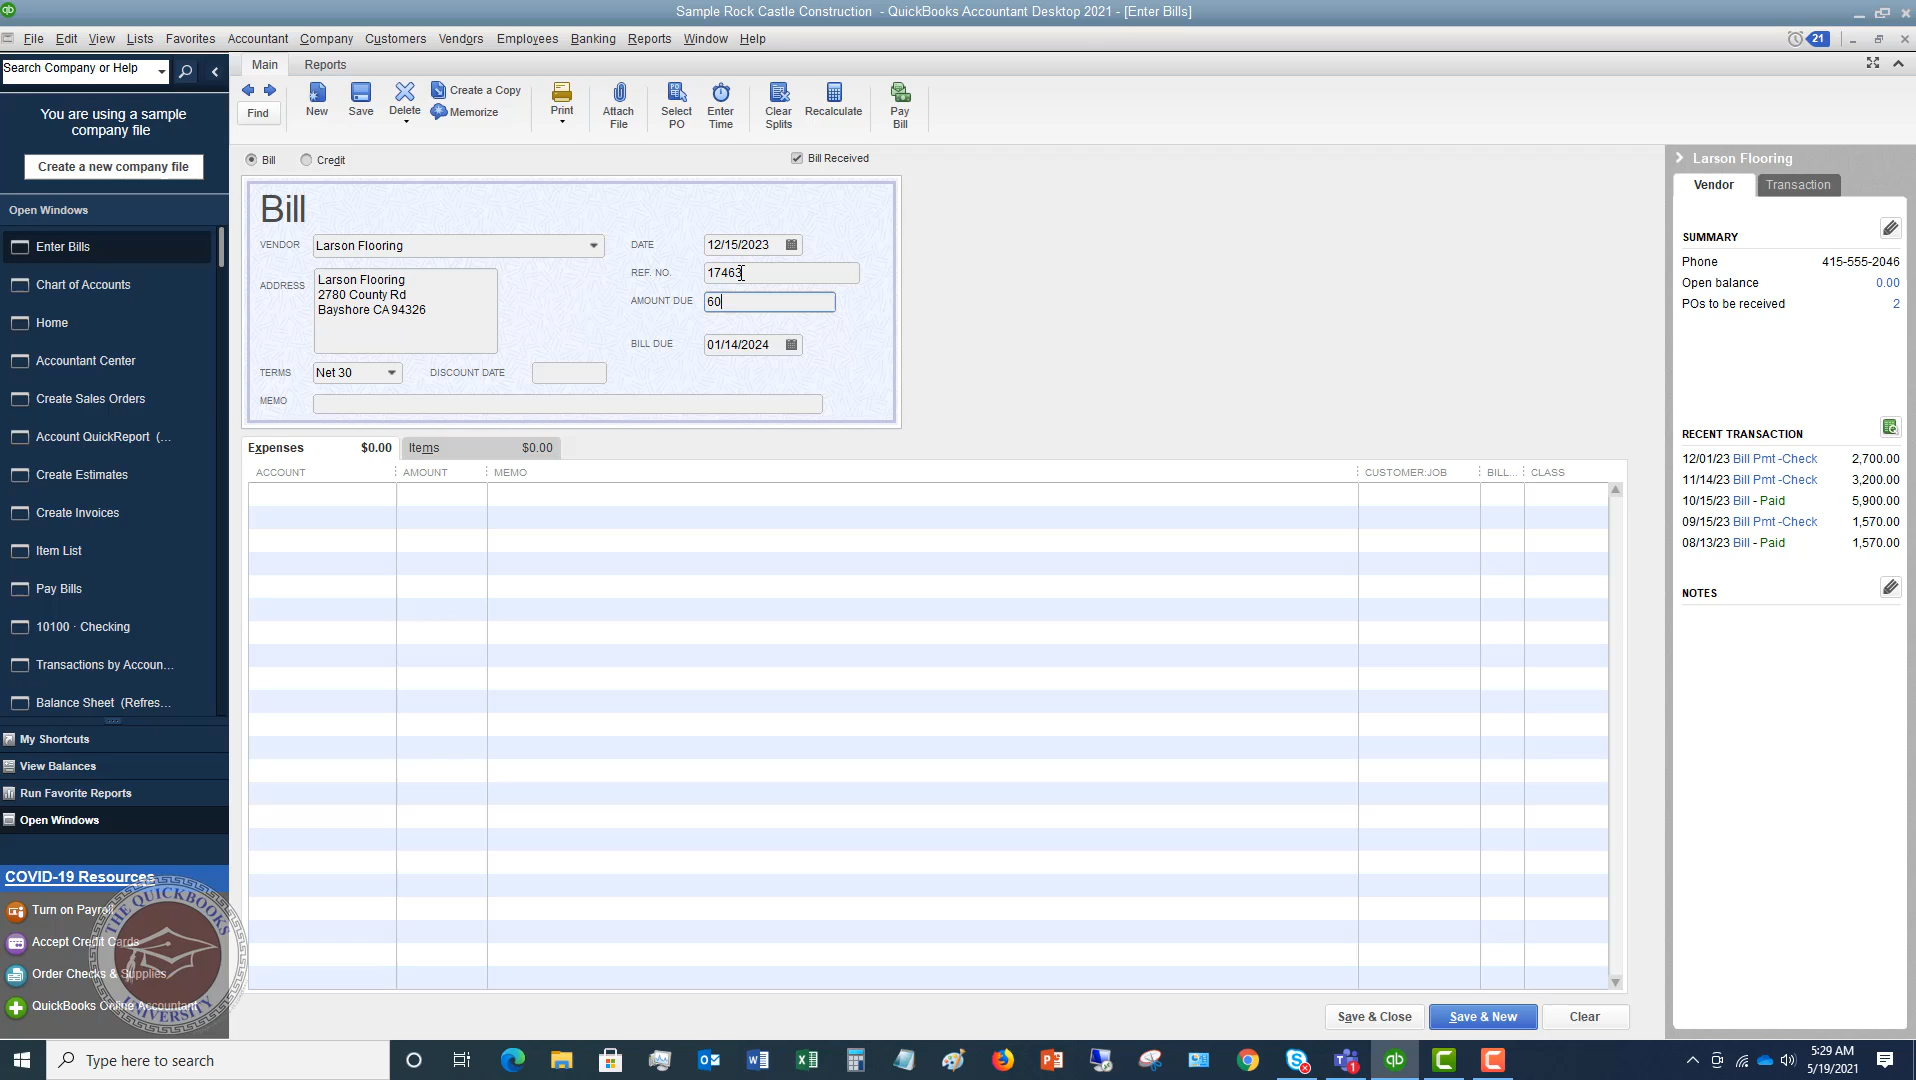 Sample Rock Castle Construction - QuickBooks Accountant Desktop 2021 - [Enter Bills]
File Edit View Lists Favorites Accountant Company Customers Vendors Employees Banking Reports Window Help
21
Search Company or Help
You are using a sample
company file
Create a new company file
Open Windows
Enter Bills
Chart of Accounts
Home
Accountant Center
Create Sales Orders
Account QuickReport (...
Create Estimates
Create Invoices
Item List
Pay Bills
10100 · Checking
Transactions by Accoun...
Balance Sheet (Refres...
My Shortcuts
View Balances
Run Favorite Reports
Open Windows
COVID-19 Resources
Turn on Payroll
Accept Credit Cards
Order Checks & Supplies
QuickBooks Online Accountant
THE QUICKBOOKS UNIVERSITY
Main Reports
Find
New
Save
Delete
Create a Copy
Memorize
Print
Attach
File
Select
PO
Enter
Time
Clear
Splits
Recalculate
Pay
Bill
Bill Credit
Bill Received
Bill
VENDOR Larson Flooring
DATE 12/15/2023
REF. NO. 17463
ADDRESS
Larson Flooring
2780 County Rd
Bayshore CA 94326
AMOUNT DUE 60
BILL DUE 01/14/2024
TERMS Net 30 DISCOUNT DATE
MEMO
Expenses $0.00 Items $0.00
ACCOUNT AMOUNT MEMO CUSTOMER:JOB BILL... CLASS
Save & Close Save & New Clear
Larson Flooring
Vendor Transaction
SUMMARY
Phone 415-555-2046
Open balance 0.00
POs to be received 2
RECENT TRANSACTION
12/01/23 Bill Pmt -Check 2,700.00
11/14/23 Bill Pmt -Check 3,200.00
10/15/23 Bill - Paid 5,900.00
09/15/23 Bill Pmt -Check 1,570.00
08/13/23 Bill - Paid 1,570.00
NOTES
Type here to search
5:29 AM
5/19/2021